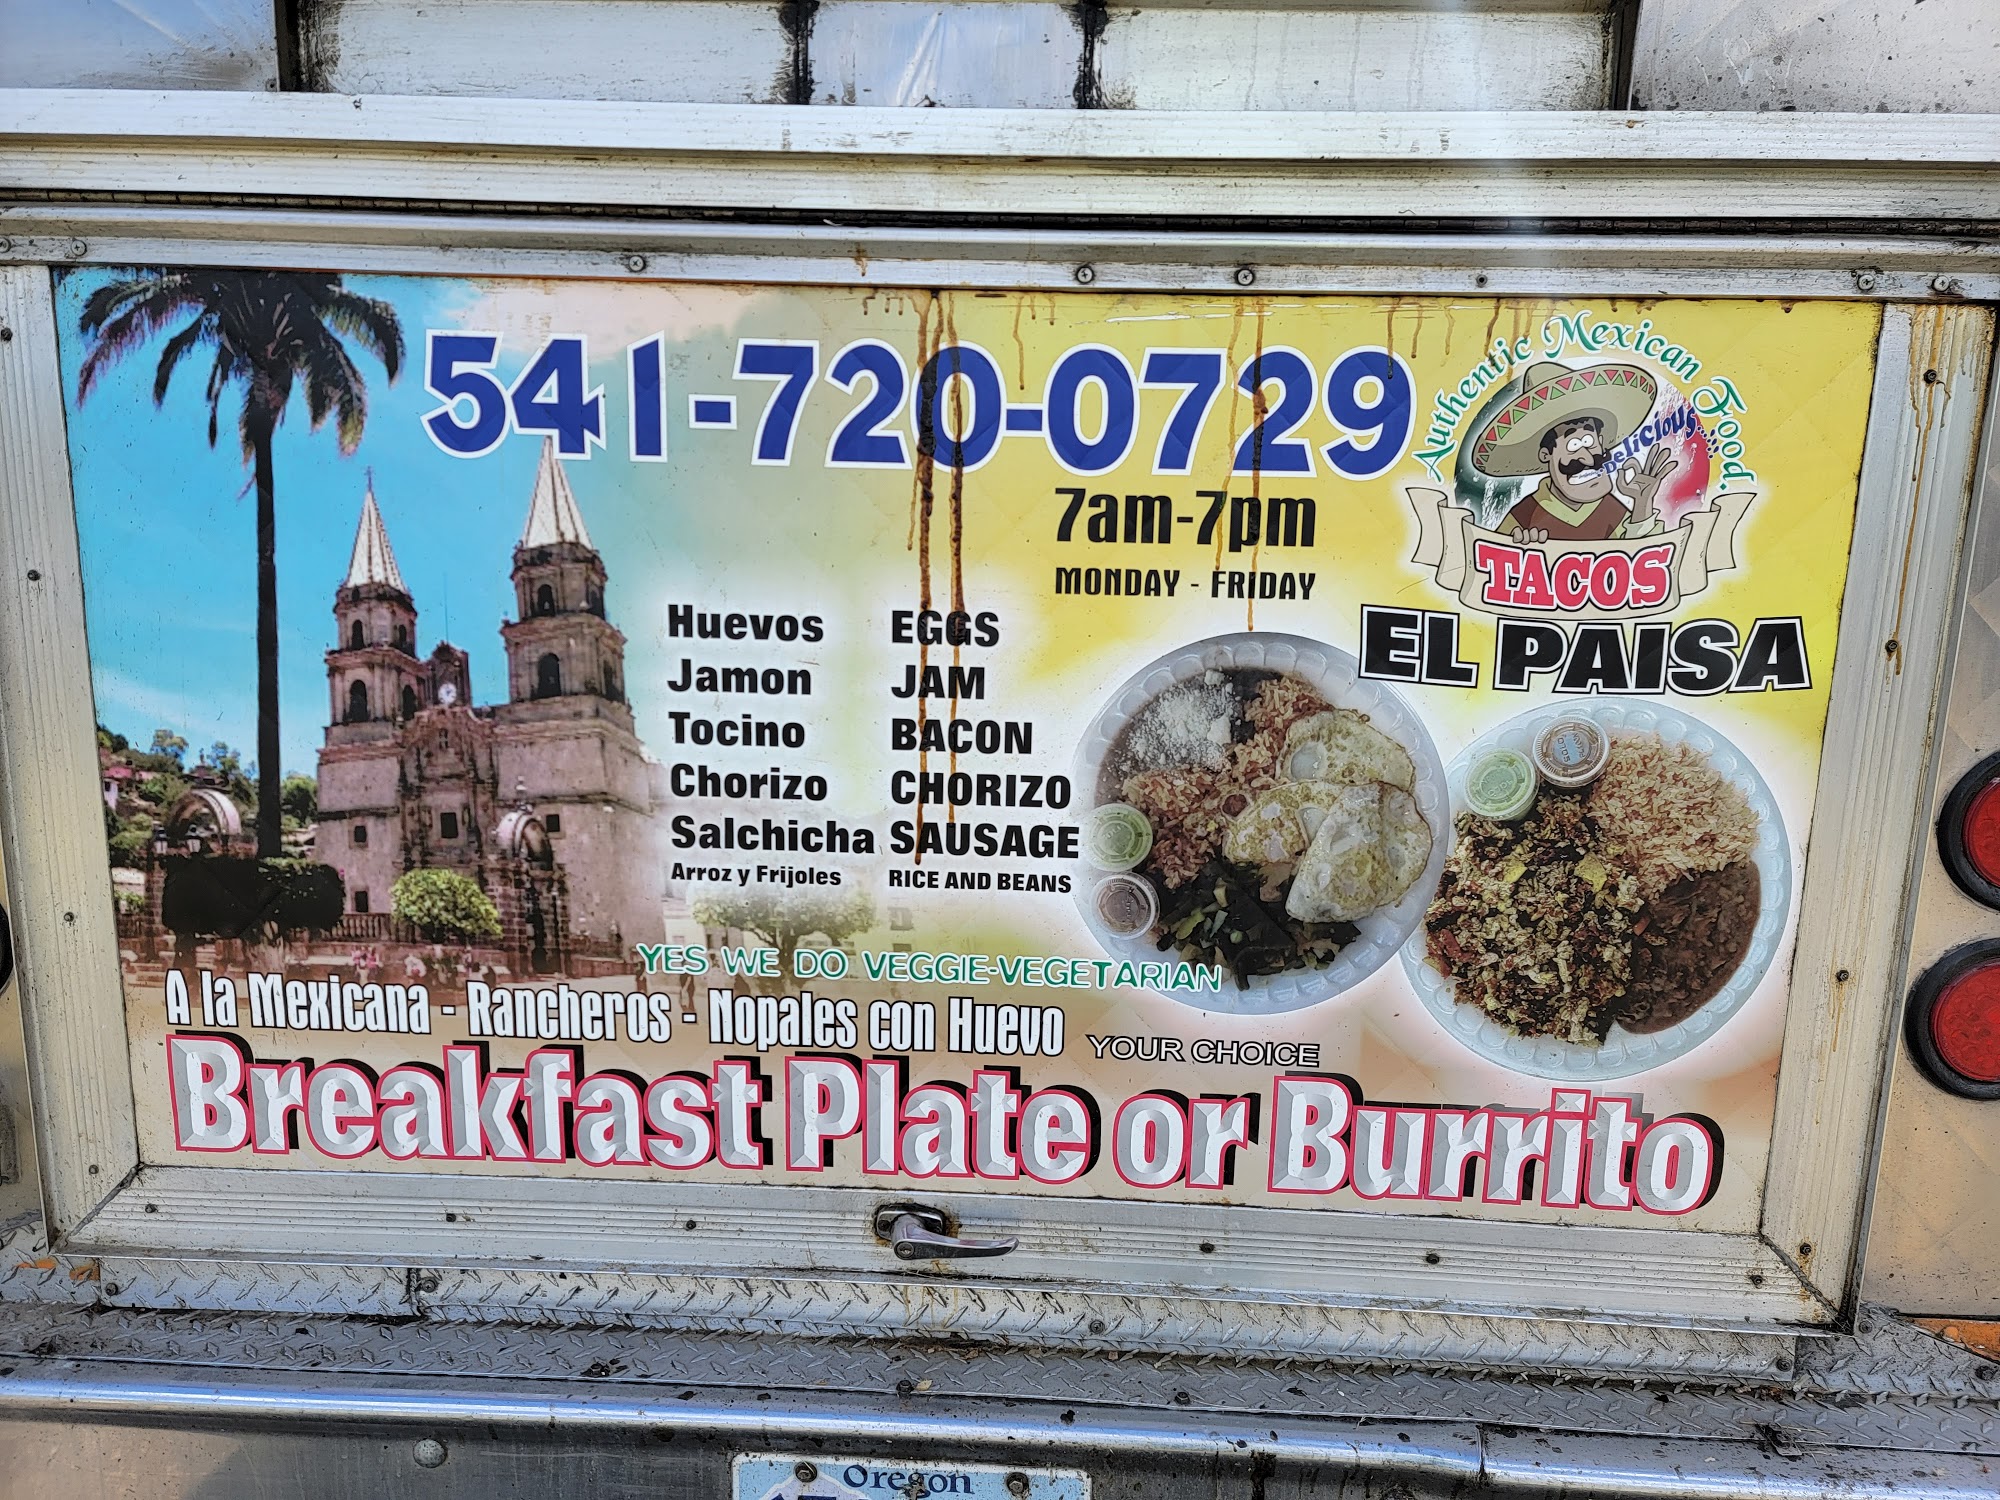 541-720-0729
Authentic Mexican Food.
Delicious....!!
TACOS
EL PAISA
7am-7pm
MONDAY - FRIDAY
Huevos EGGS
Jamon JAM
Tocino BACON
Chorizo CHORIZO
Salchicha SAUSAGE
Arroz y Frijoles RICE AND BEANS
YES WE DO VEGGIE-VEGETARIAN
A la Mexicana - Rancheros - Nopales con Huevo
YOUR CHOICE
Breakfast Plate or Burrito
Oregon